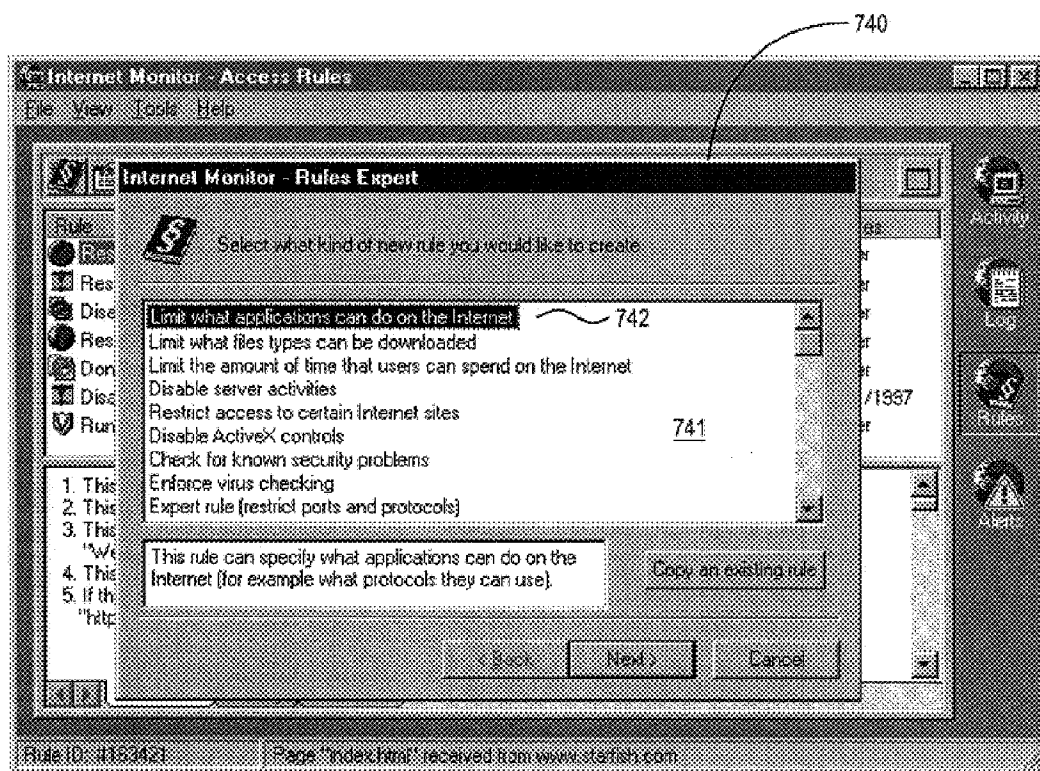 740
Internet Monitor - Access Rules
File View Tools Help
Internet Monitor - Rules Expert
Select what kind of new rule you would like to create
Rule
Res
Res
Disa
Res
Don
Disa
Run
/1997
Limit what applications can do on the Internet
742
Limit what files types can be downloaded
Limit the amount of time that users can spend on the Internet
Disable server activities
Restrict access to certain Internet sites
Disable ActiveX controls
741
Check for known security problems
Enforce virus checking
Expert rule (restrict ports and protocols)
This rule can specify what applications can do on the
Internet (for example what protocols they can use).
Copy an existing rule
1. This
2. This
3. This
"We
4. This
5. If th
"http
< Back
Next >
Cancel
Activity
Log
Rules
Alerts
Rule ID: #183421
Page "index.html" received from www.starfish.com